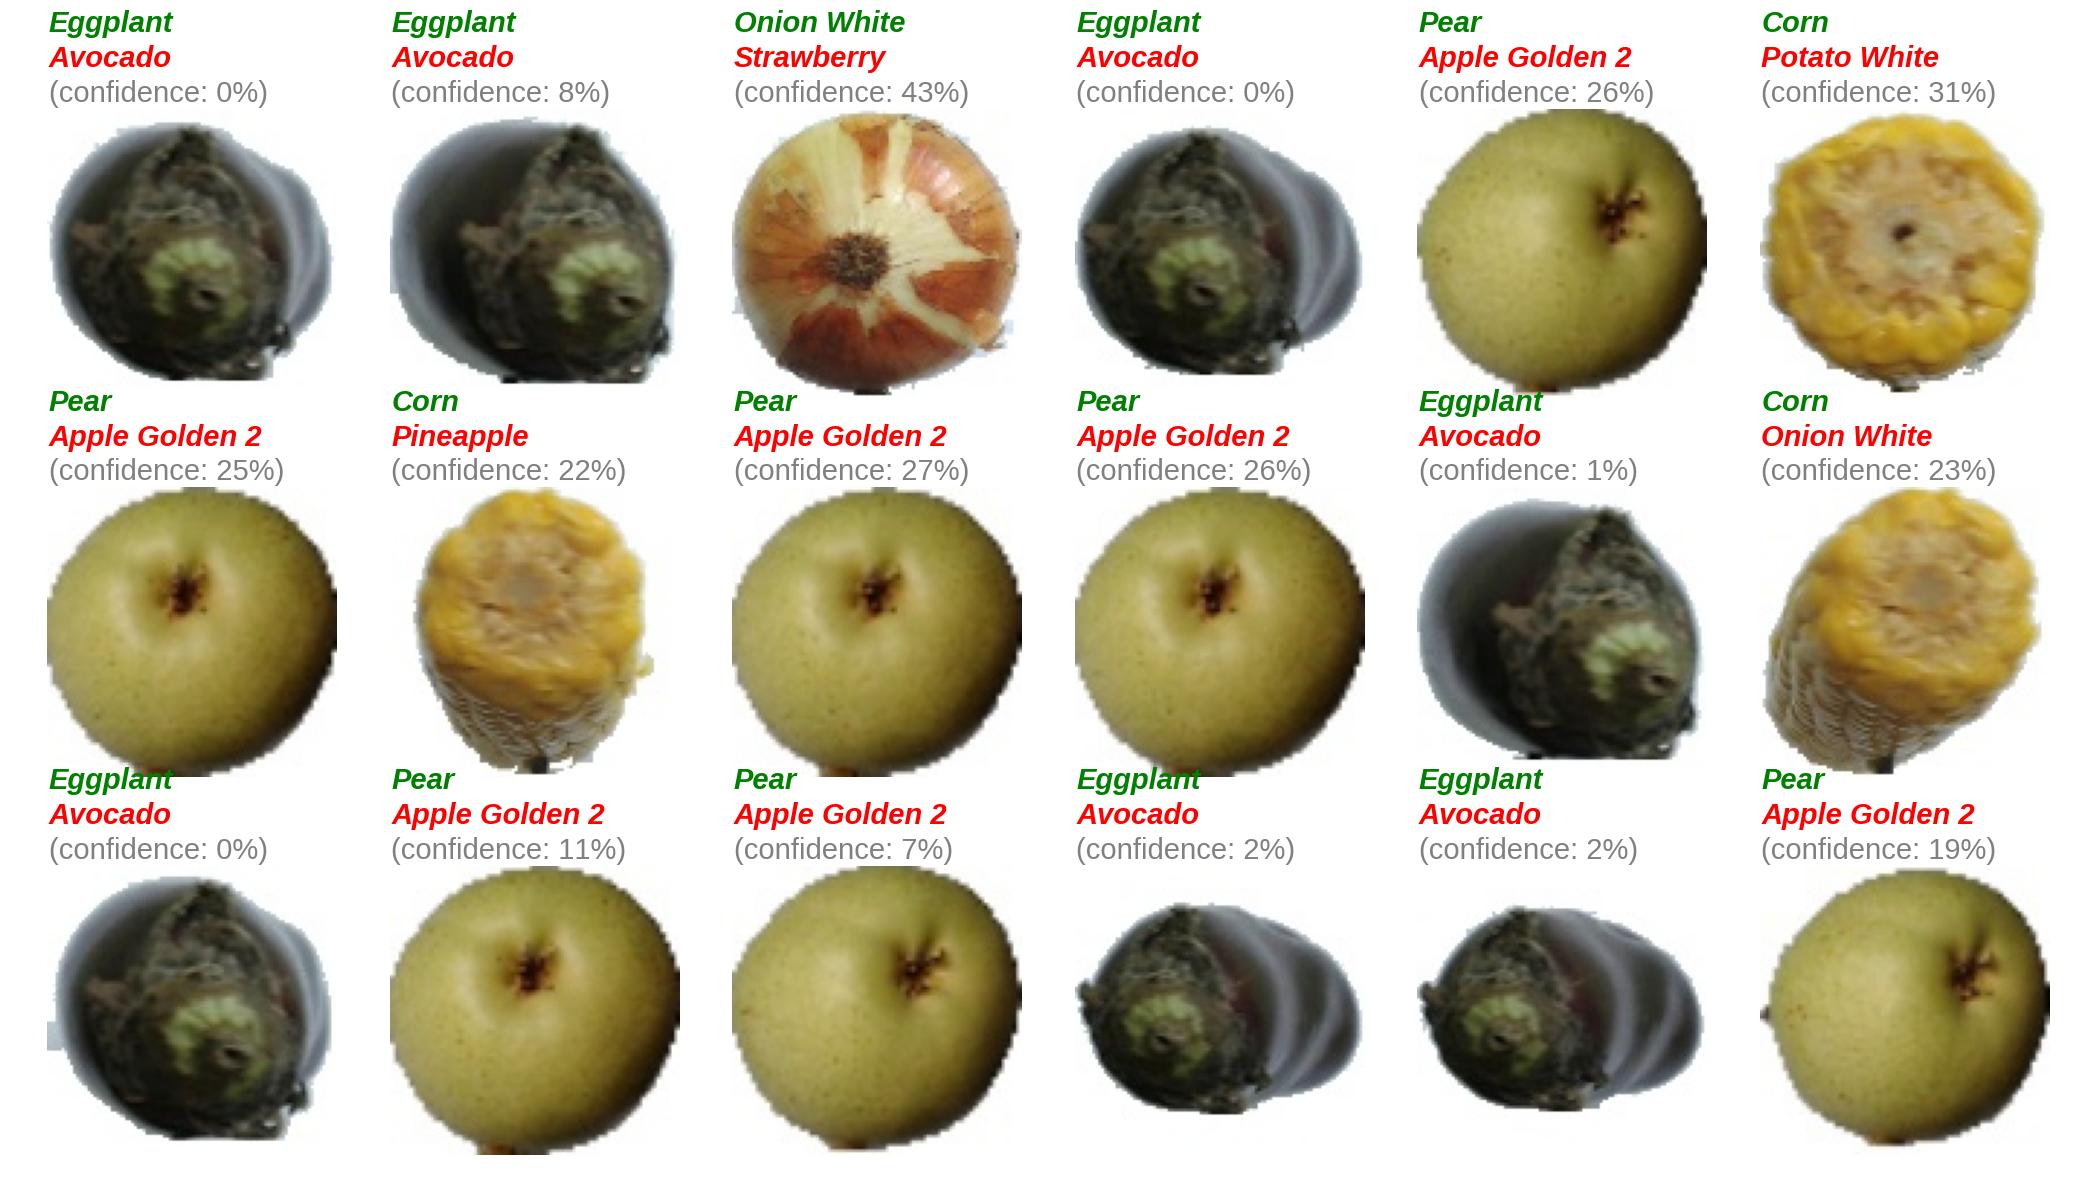 Eggplant
Avocado
(confidence: 0%)
Eggplant
Avocado
(confidence: 8%)
Onion White
Strawberry
(confidence: 43%)
Eggplant
Avocado
(confidence: 0%)
Pear
Apple Golden 2
(confidence: 26%)
Corn
Potato White
(confidence: 31%)
Pear
Apple Golden 2
(confidence: 25%)
Corn
Pineapple
(confidence: 22%)
Pear
Apple Golden 2
(confidence: 27%)
Pear
Apple Golden 2
(confidence: 26%)
Eggplant
Avocado
(confidence: 1%)
Corn
Onion White
(confidence: 23%)
Eggplant
Avocado
(confidence: 0%)
Pear
Apple Golden 2
(confidence: 11%)
Pear
Apple Golden 2
(confidence: 7%)
Eggplant
Avocado
(confidence: 2%)
Eggplant
Avocado
(confidence: 2%)
Pear
Apple Golden 2
(confidence: 19%)